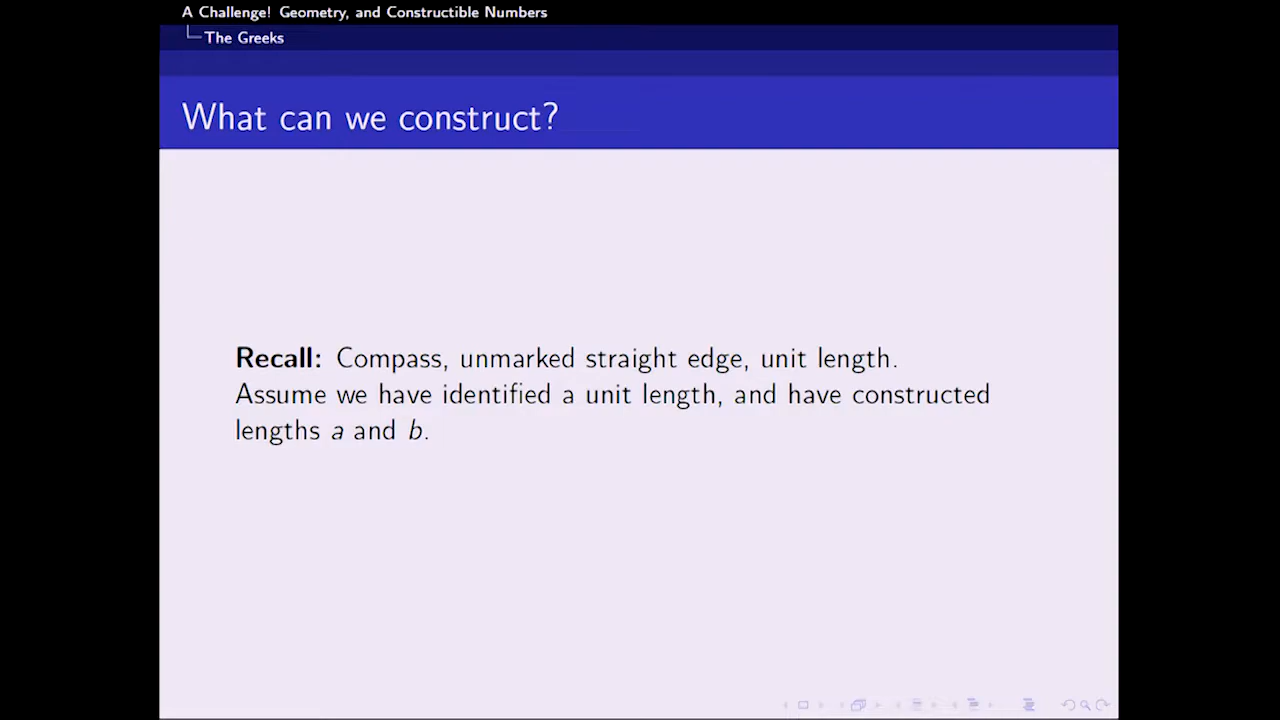 A Challenge! Geometry, and Constructible Numbers
The Greeks
What can we construct?
Recall: Compass, unmarked straight edge, unit length.
Assume we have identified a unit length, and have constructed
lengths a and b.